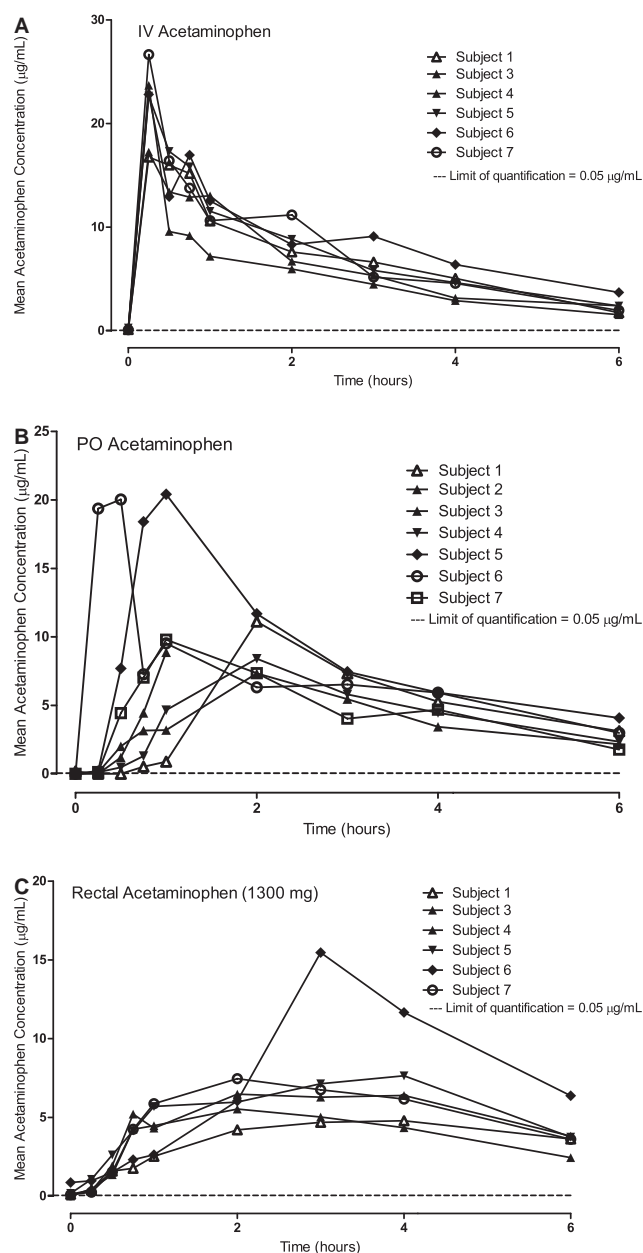 A
IV Acetaminophen
Mean Acetaminophen Concentration (μg/mL)
30
20
10
0
Subject 1
Subject 3
Subject 4
Subject 5
Subject 6
Subject 7
--- Limit of quantification = 0.05 μg/mL
0 2 4 6
Time (hours)
B
PO Acetaminophen
Mean Acetaminophen Concentration (μg/mL)
25
20
15
10
5
0
Subject 1
Subject 2
Subject 3
Subject 4
Subject 5
Subject 6
Subject 7
--- Limit of quantification = 0.05 μg/mL
0 2 4 6
Time (hours)
C
Rectal Acetaminophen (1300 mg)
Mean Acetaminophen Concentration (μg/mL)
20
15
10
5
0
Subject 1
Subject 3
Subject 4
Subject 5
Subject 6
Subject 7
--- Limit of quantification = 0.05 μg/mL
0 2 4 6
Time (hours)